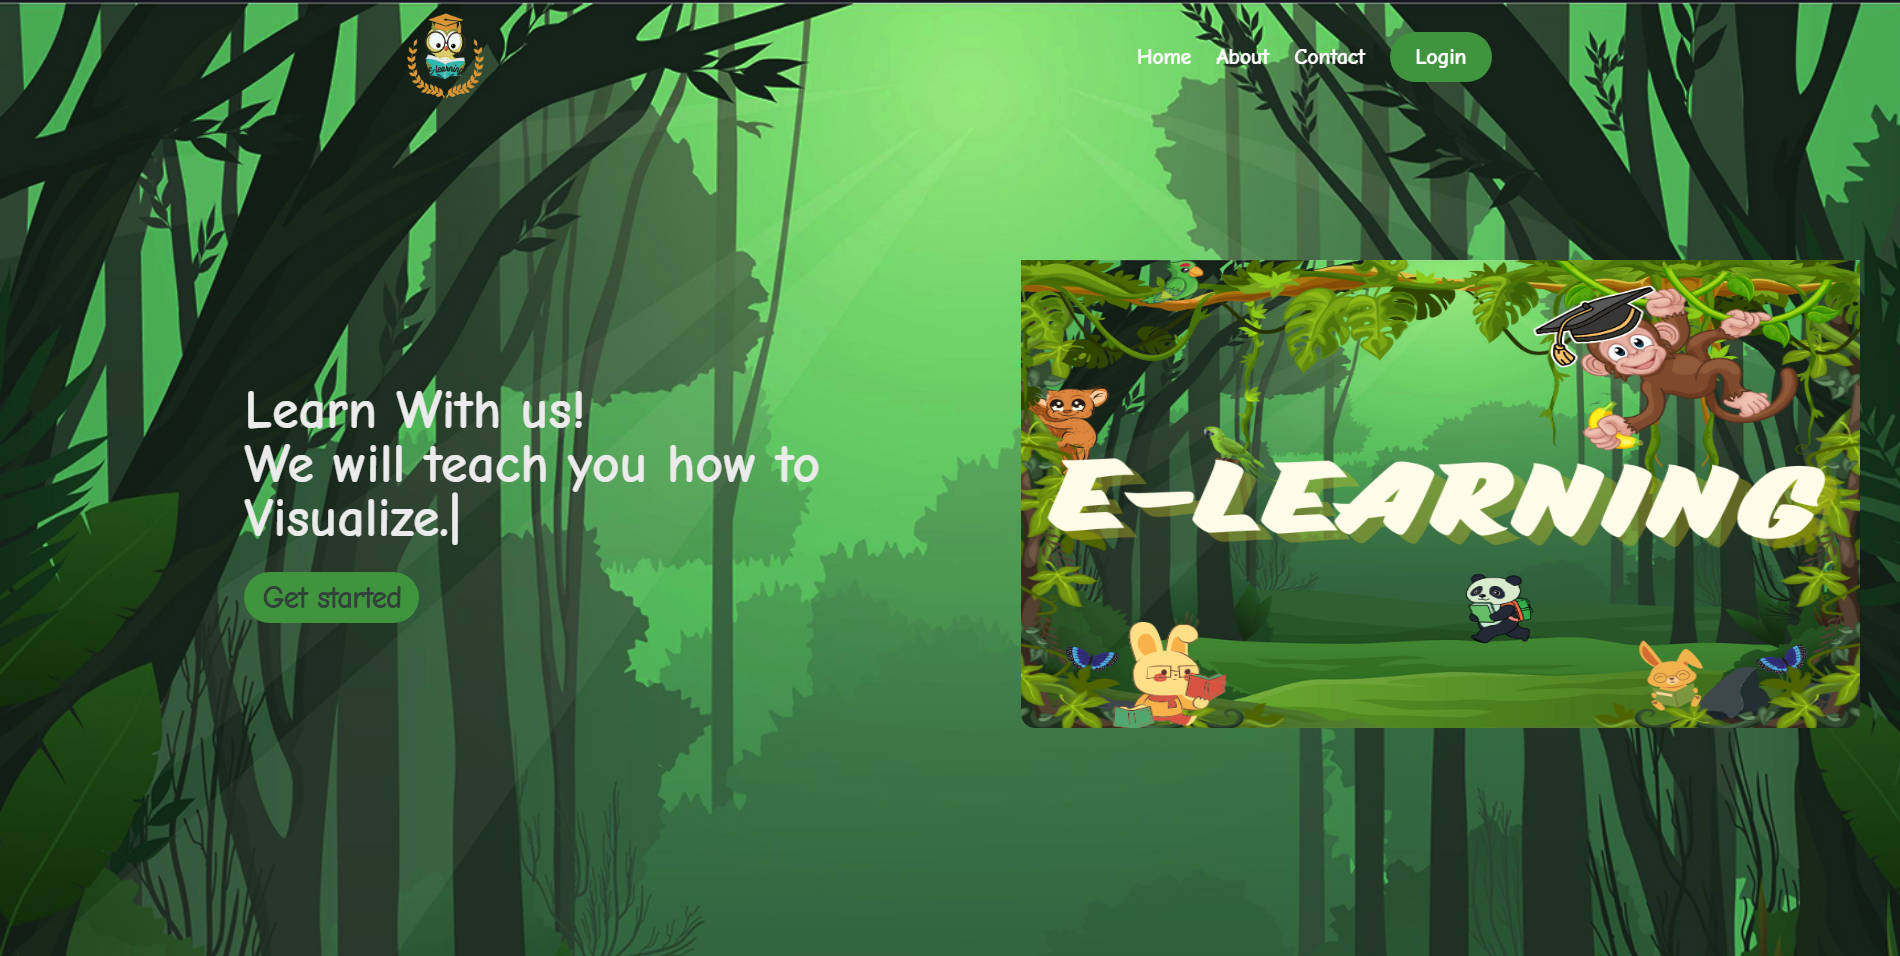 e-learning
Home About Contact Login
Learn With us!
We will teach you how to
Visualize.|
Get started
E-LEARNING